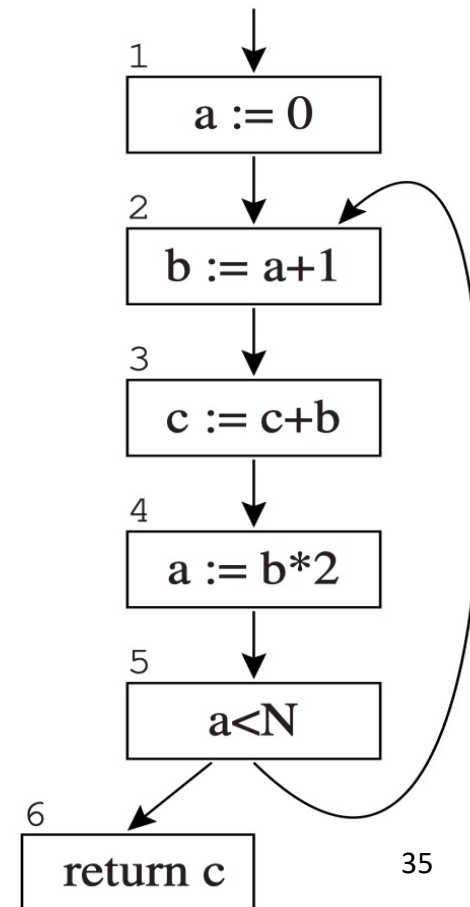 1
a := 0
2
b := a+1
3
c := c+b
4
a := b*2
5
a<N
6
return c
35